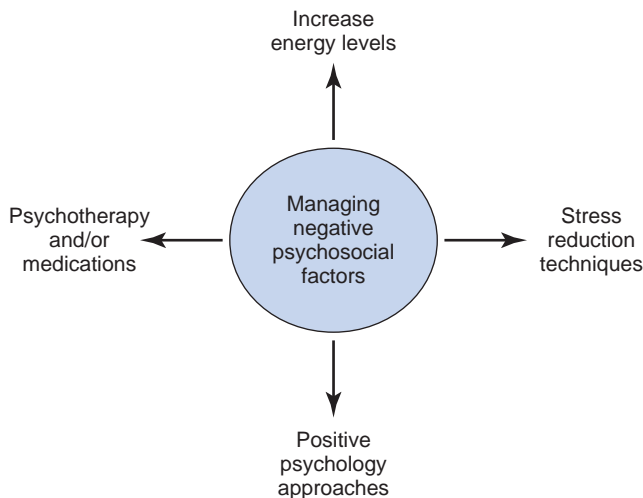 Increase
energy levels
Psychotherapy
and/or
medications
Managing
negative
psychosocial
factors
Stress
reduction
techniques
Positive
psychology
approaches